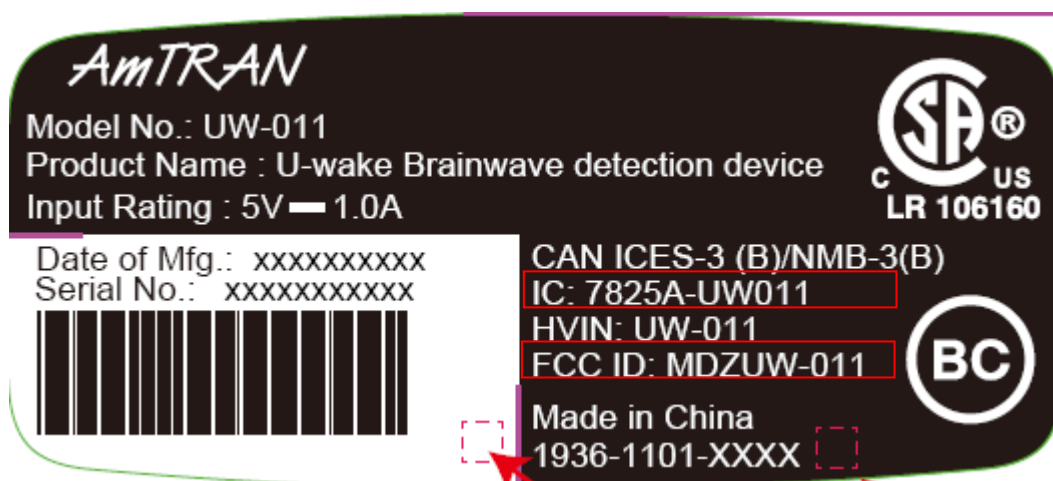 AmTRAN
Model No.: UW-011
Product Name : U-wake Brainwave detection device
Input Rating : 5V 1.0A
C SA ® US
LR 106160
Date of Mfg.: xxxxxxxxxx
Serial No.: xxxxxxxxxxx
CAN ICES-3 (B)/NMB-3(B)
IC: 7825A-UW011
HVIN: UW-011
FCC ID: MDZUW-011
BC
Made in China
1936-1101-XXXX